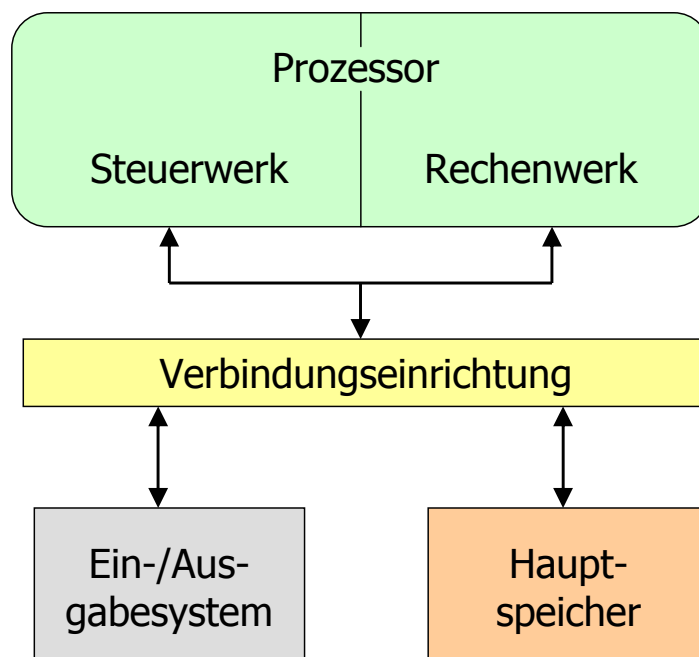 Prozessor
Steuerwerk
Rechenwerk
Verbindungseinrichtung
Ein-/Aus-
gabesystem
Haupt-
speicher